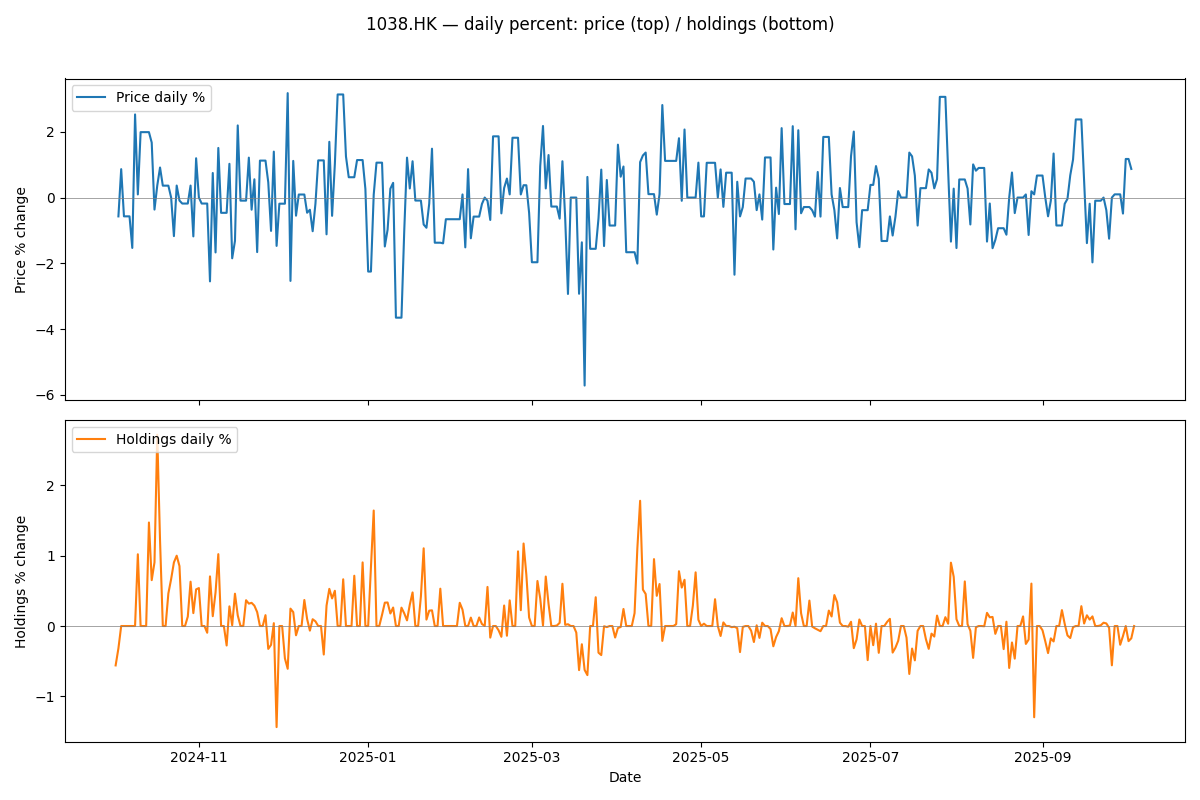 1038.HK — daily percent: price (top) / holdings (bottom)
Price daily %
Price % change
2
0
−2
−4
−6
Holdings daily %
Holdings % change
2
1
0
−1
2024-11
2025-01
2025-03
2025-05
2025-07
2025-09
Date